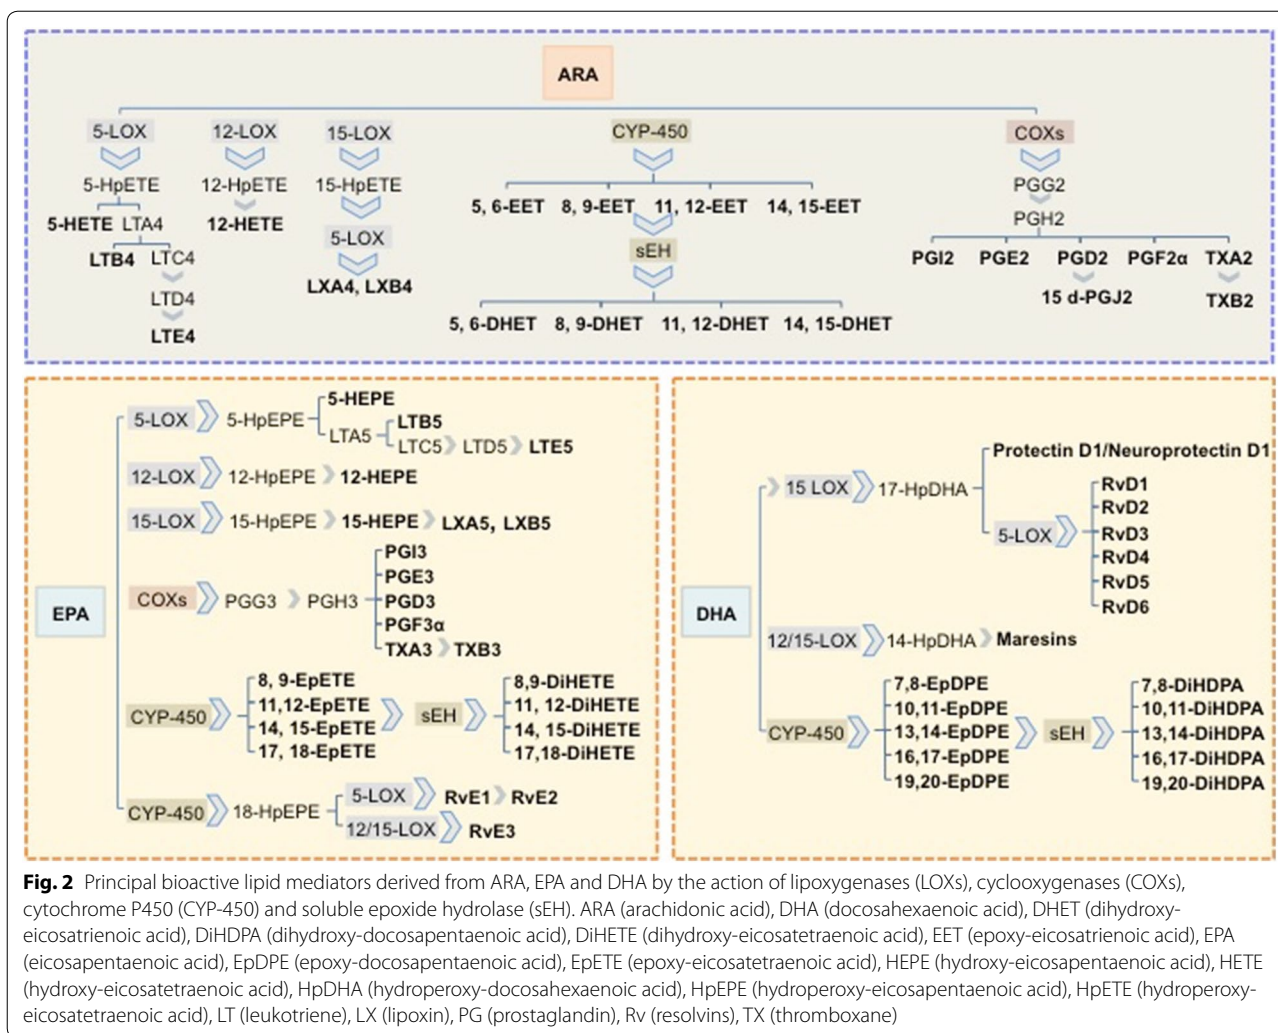 ARA
5-LOX 12-LOX 15-LOX CYP-450 COXs
5-HpETE 12-HpETE 15-HpETE PGG2
5, 6-EET 8, 9-EET 11, 12-EET 14, 15-EET
5-HETE LTA4 12-HETE PGH2
5-LOX sEH
LTB4 LTC4 PGI2 PGE2 PGD2 PGF2α TXA2
LXA4, LXB4
LTD4 15 d-PGJ2 TXB2
5, 6-DHET 8, 9-DHET 11, 12-DHET 14, 15-DHET
LTE4
EPA
5-LOX 5-HpEPE 5-HEPE
LTA5 LTB5
LTC5 LTD5 LTE5
12-LOX 12-HpEPE 12-HEPE
15-LOX 15-HpEPE 15-HEPE LXA5, LXB5
COXs PGG3 PGH3
PGI3
PGE3
PGD3
PGF3α
TXA3 TXB3
CYP-450 sEH
8, 9-EpETE 8,9-DiHETE
11,12-EpETE 11, 12-DiHETE
14, 15-EpETE 14, 15-DiHETE
17, 18-EpETE 17,18-DiHETE
CYP-450 18-HpEPE
5-LOX RvE1 RvE2
12/15-LOX RvE3
DHA
15 LOX 17-HpDHA
Protectin D1/Neuroprotectin D1
5-LOX
RvD1
RvD2
RvD3
RvD4
RvD5
RvD6
12/15-LOX 14-HpDHA Maresins
CYP-450 sEH
7,8-EpDPE 7,8-DiHDPA
10,11-EpDPE 10,11-DiHDPA
13,14-EpDPE 13,14-DiHDPA
16,17-EpDPE 16,17-DiHDPA
19,20-EpDPE 19,20-DiHDPA
Fig. 2 Principal bioactive lipid mediators derived from ARA, EPA and DHA by the action of lipoxygenases (LOXs), cyclooxygenases (COXs),
cytochrome P450 (CYP-450) and soluble epoxide hydrolase (sEH). ARA (arachidonic acid), DHA (docosahexaenoic acid), DHET (dihydroxy-
eicosatrienoic acid), DiHDPA (dihydroxy-docosapentaenoic acid), DiHETE (dihydroxy-eicosatetraenoic acid), EET (epoxy-eicosatrienoic acid), EPA
(eicosapentaenoic acid), EpDPE (epoxy-docosapentaenoic acid), EpETE (epoxy-eicosatetraenoic acid), HEPE (hydroxy-eicosapentaenoic acid), HETE
(hydroxy-eicosatetraenoic acid), HpDHA (hydroperoxy-docosahexaenoic acid), HpEPE (hydroperoxy-eicosapentaenoic acid), HpETE (hydroperoxy-
eicosatetraenoic acid), LT (leukotriene), LX (lipoxin), PG (prostaglandin), Rv (resolvins), TX (thromboxane)